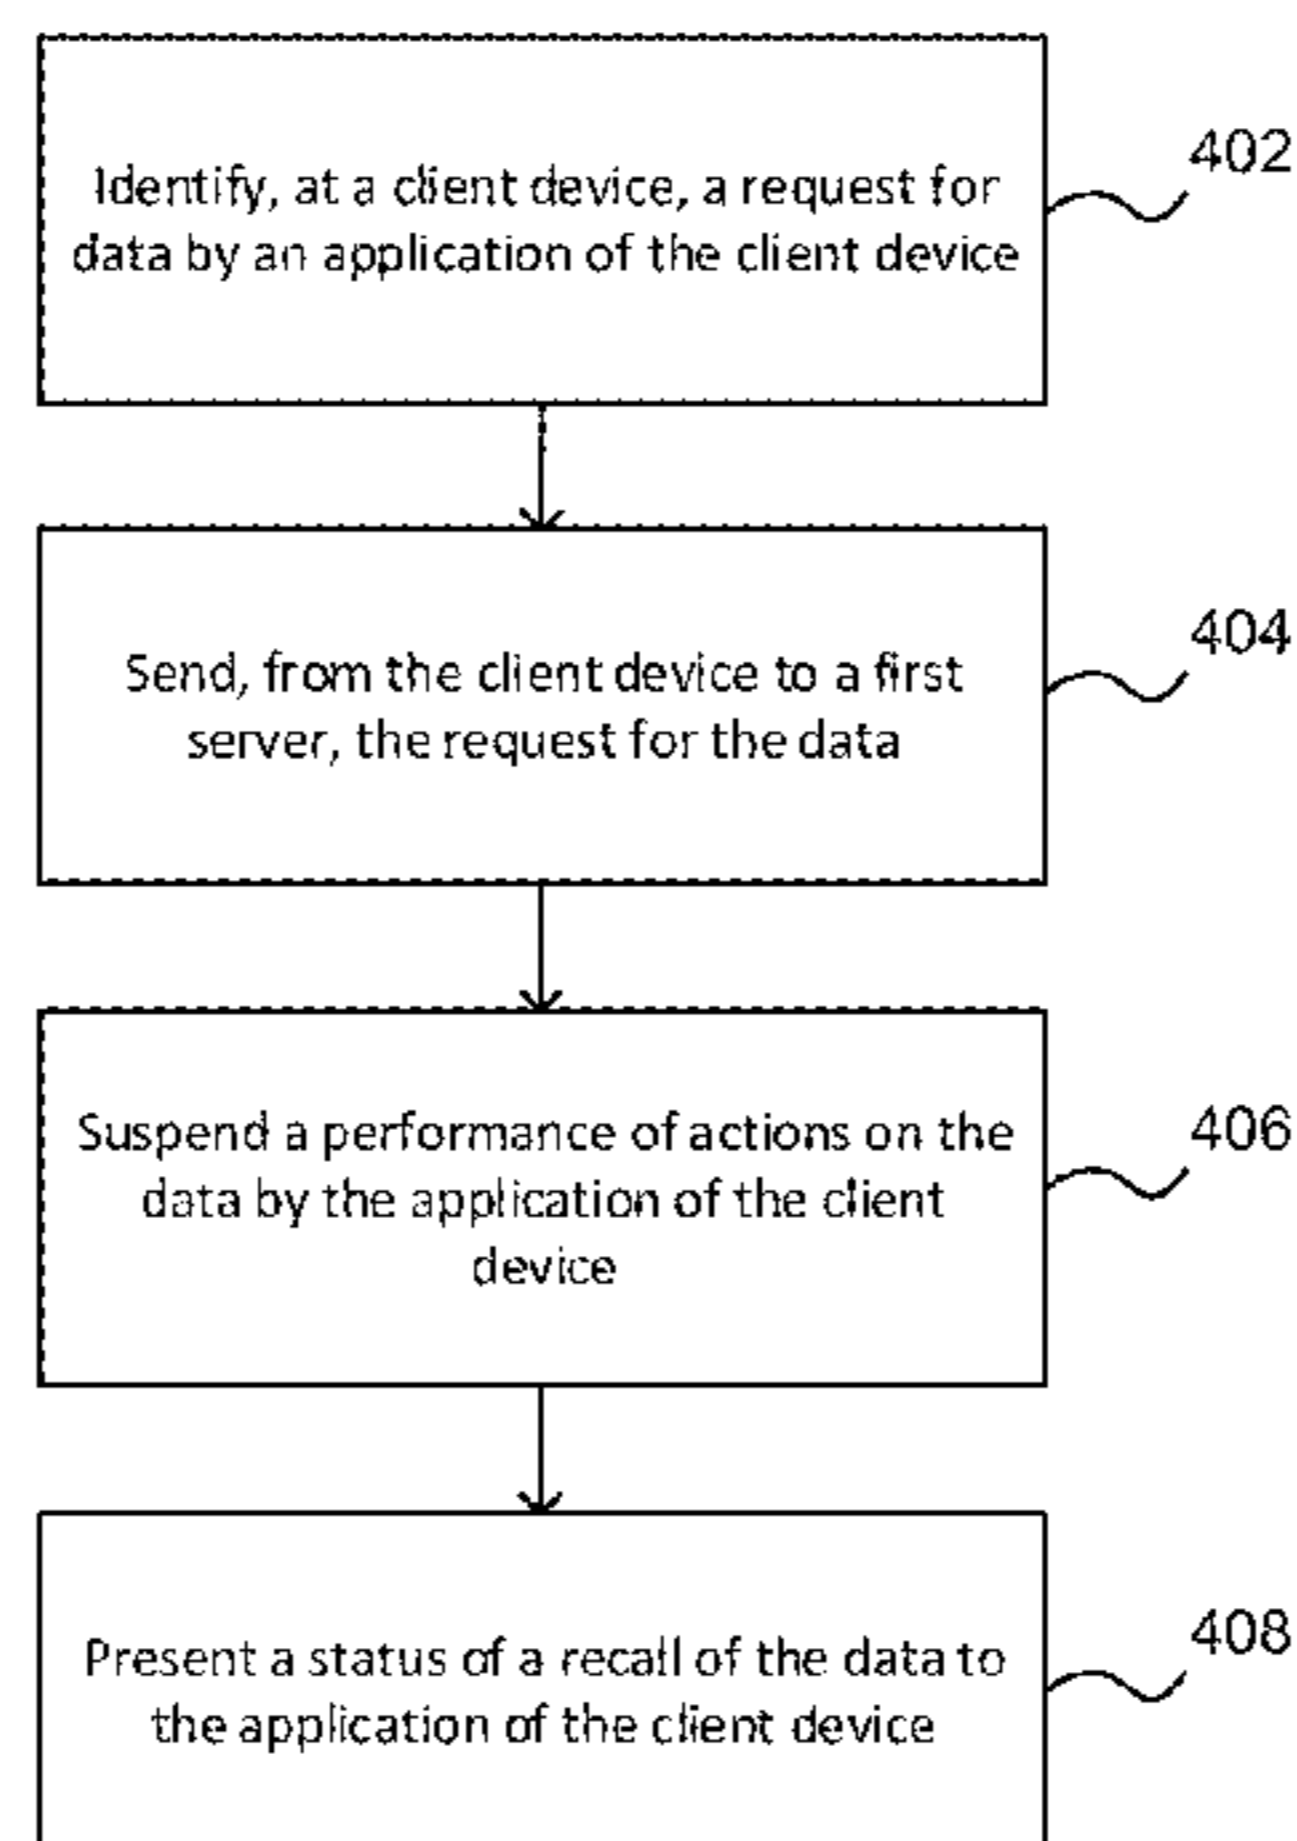 Identify, at a client device, a request for
data by an application of the client device
402
Send, from the client device to a first
server, the request for the data
404
Suspend a performance of actions on the
data by the application of the client
device
406
Present a status of a recall of the data to
the application of the client device
408